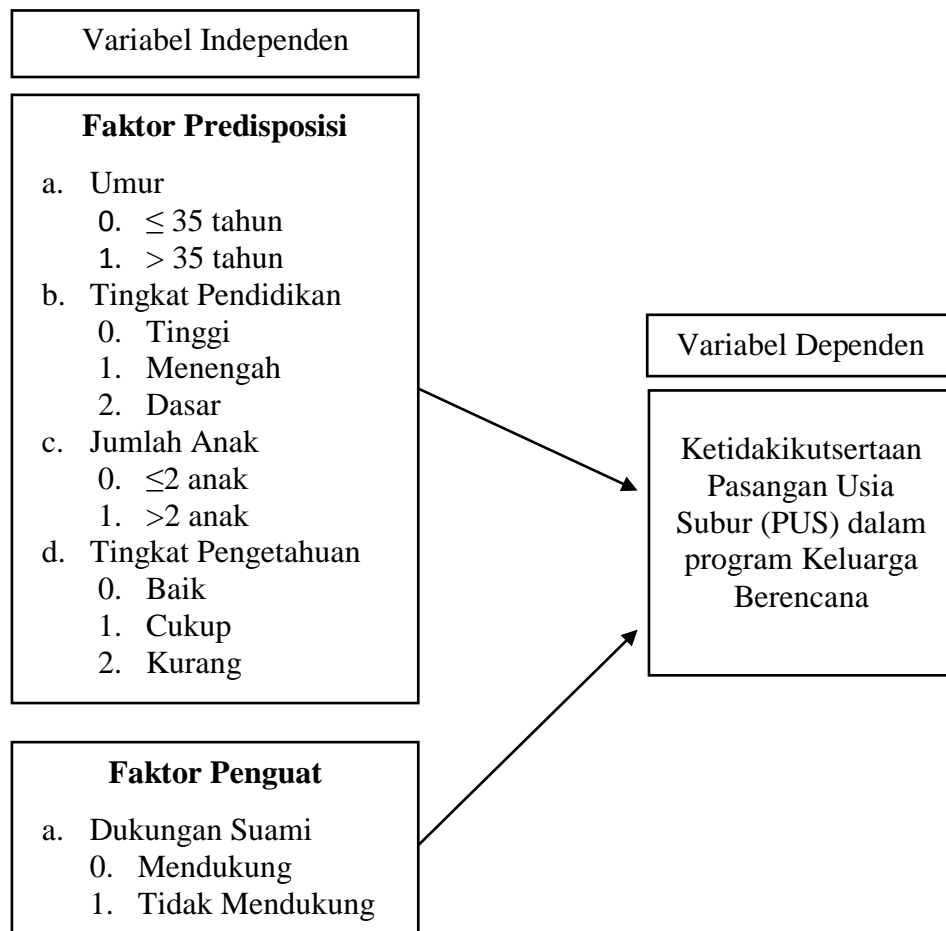 Variabel Independen
Faktor Predisposisi
a. Umur
0. ≤ 35 tahun
1. > 35 tahun
b. Tingkat Pendidikan
0. Tinggi
1. Menengah
2. Dasar
c. Jumlah Anak
0. ≤2 anak
1. >2 anak
d. Tingkat Pengetahuan
0. Baik
1. Cukup
2. Kurang
Faktor Penguat
a. Dukungan Suami
0. Mendukung
1. Tidak Mendukung
Variabel Dependen
Ketidakikutsertaan
Pasangan Usia
Subur (PUS) dalam
program Keluarga
Berencana